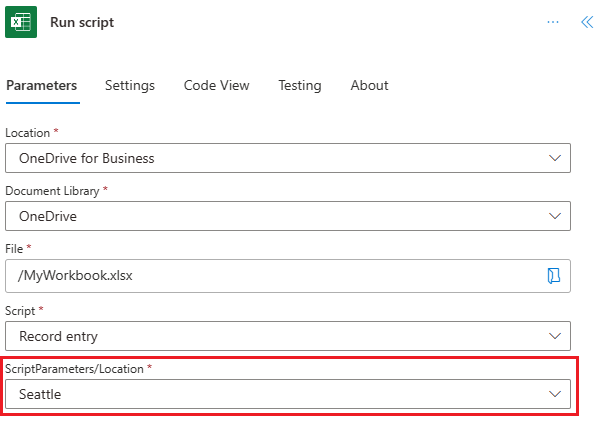 Run script
Parameters Settings Code View Testing About
Location *
OneDrive for Business
Document Library *
OneDrive
File *
/MyWorkbook.xlsx
Script *
Record entry
ScriptParameters/Location *
Seattle